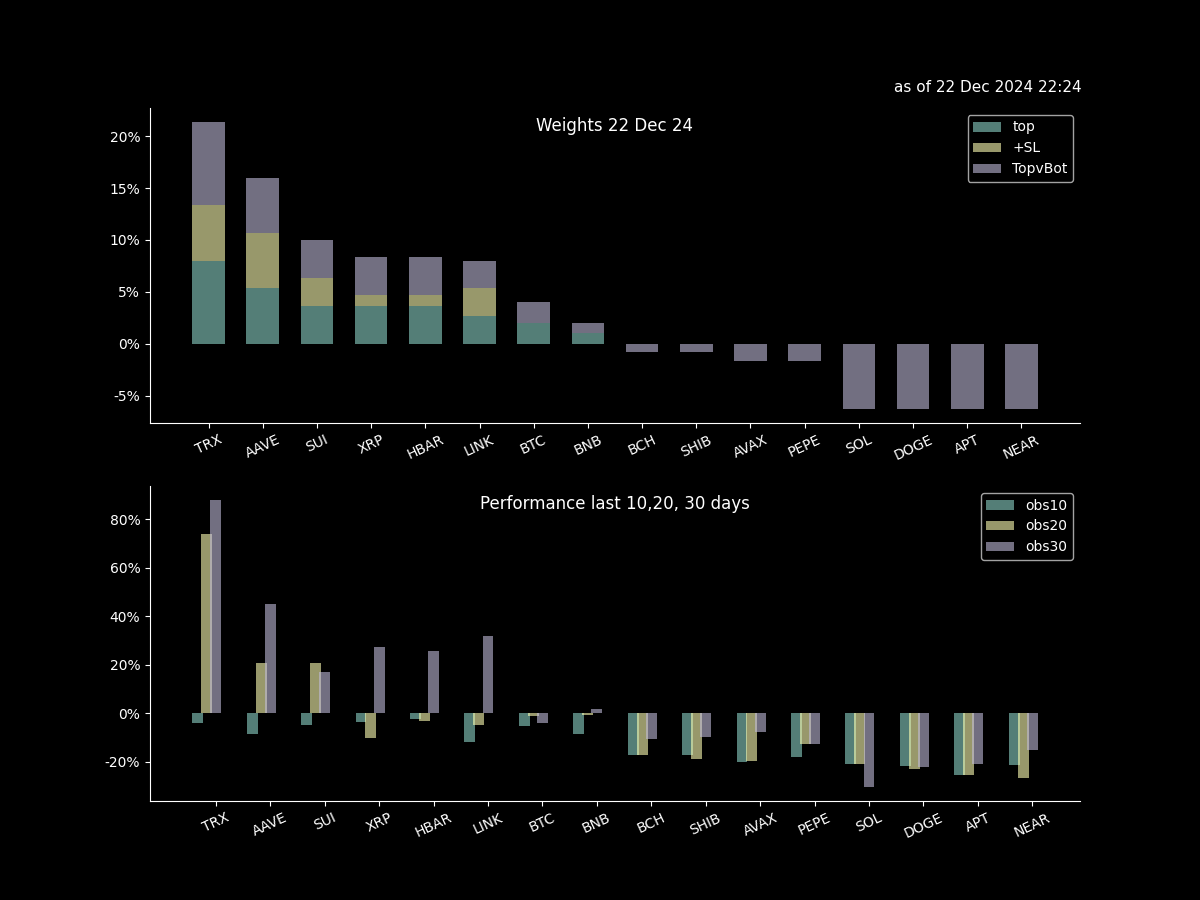 as of 22 Dec 2024 22:24
Weights 22 Dec 24
top
+SL
TopvBot
20%
15%
10%
5%
0%
-5%
TRX AAVE SUI XRP HBAR LINK BTC BNB BCH SHIB AVAX PEPE SOL DOGE APT NEAR
Performance last 10,20, 30 days
obs10
obs20
obs30
80%
60%
40%
20%
0%
-20%
TRX AAVE SUI XRP HBAR LINK BTC BNB BCH SHIB AVAX PEPE SOL DOGE APT NEAR